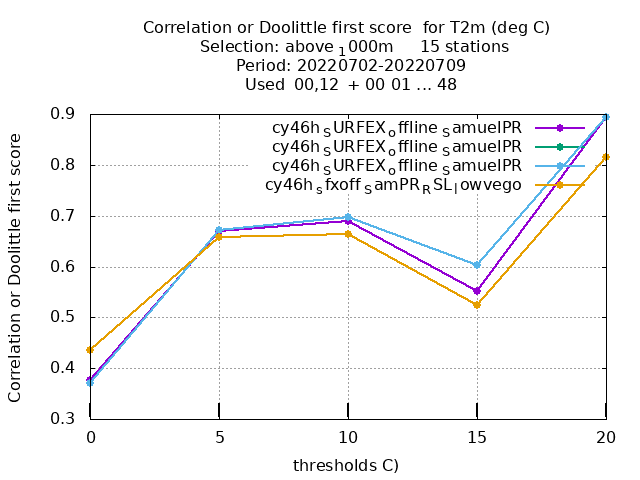 Correlation or Doolittle first score  for T2m (deg C)
Selection: above 1000m     15 stations
Period: 20220702-20220709
Used  00,12  + 00 01 ... 48
Correlation or Doolittle first score
0.9
0.8
0.7
0.6
0.5
0.4
0.3
cy46hSURFEXofflineSamuelPR
cy46hSURFEXofflineSamuelPR
cy46hSURFEXofflineSamuelPR
cy46hsfxoffSamPRRSLlowvego
0 5 10 15 20
thresholds C)